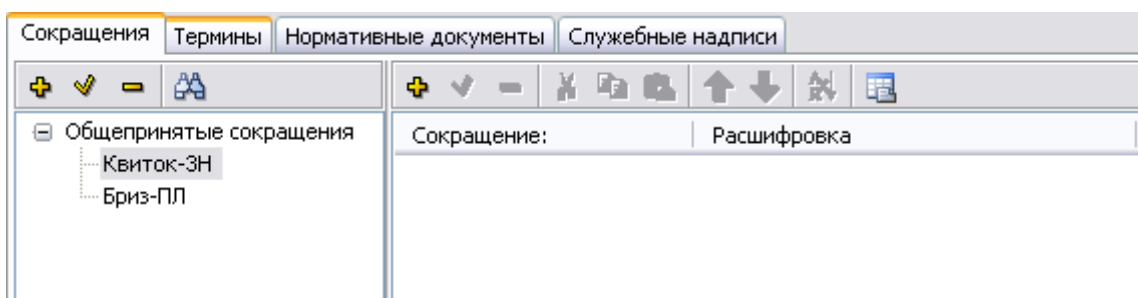 Сокращения Термины Нормативные документы Служебные надписи
Общепринятые сокращения
Квиток-ЗН
Бриз-ПЛ
Сокращение: Расшифровка